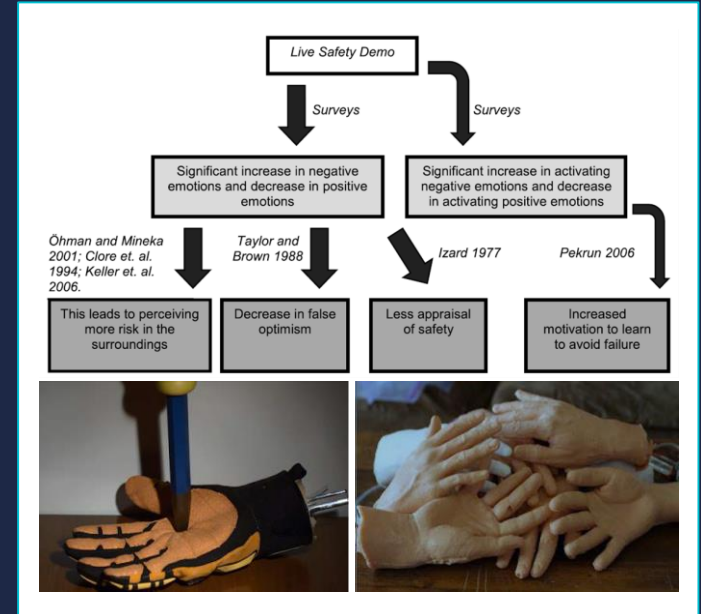 Live Safety Demo
Surveys
Surveys
Significant increase in negative
emotions and decrease in positive
emotions
Significant increase in activating
negative emotions and decrease
in activating positive emotions
Öhman and Mineka
2001; Clore et. al.
1994; Keller et. al.
2006.
Taylor and
Brown 1988
Izard 1977
Pekrun 2006
This leads to perceiving
more risk in the
surroundings
Decrease in false
optimism
Less appraisal
of safety
Increased
motivation to learn
to avoid failure